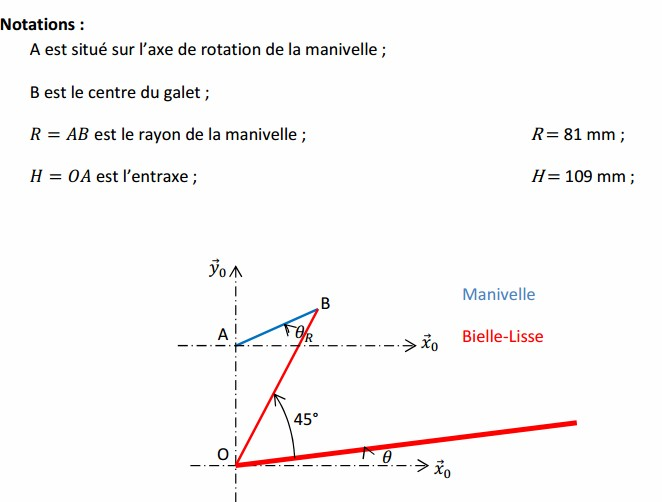 Notations :
A est situé sur l’axe de rotation de la manivelle ;
B est le centre du galet ;
R = AB est le rayon de la manivelle ; R = 81 mm ;
H = OA est l’entraxe ; H = 109 mm ;
y⃗₀
Manivelle
B
A
θ_R
x⃗₀
Bielle-Lisse
45°
O
θ
x⃗₀